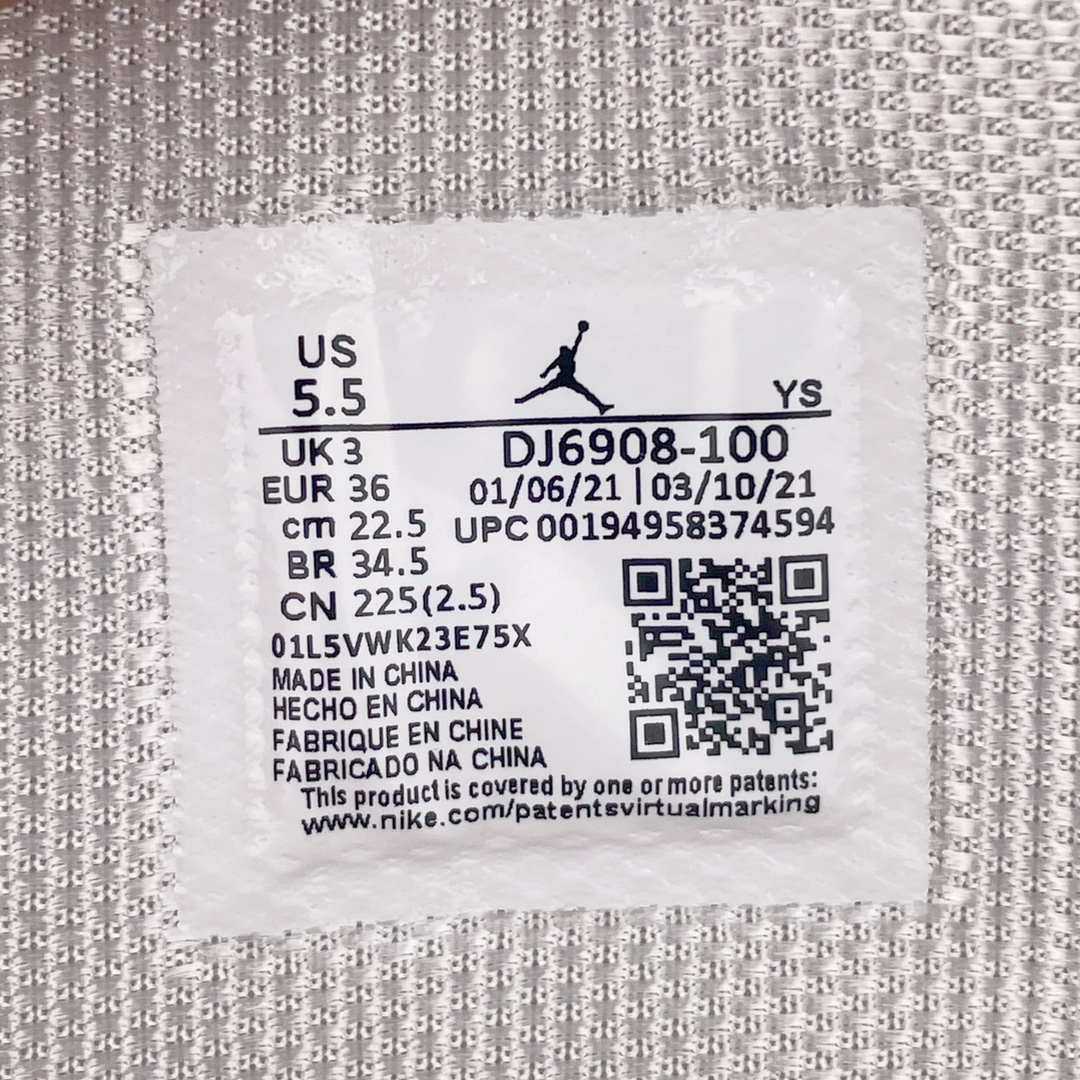 US
5.5 YS
UK 3 DJ6908-100
EUR 36 01/06/21 | 03/10/21
cm 22.5 UPC 00194958374594
BR 34.5
CN 225(2.5)
01L5VWK23E75X
MADE IN CHINA
HECHO EN CHINA
FABRIQUE EN CHINE
FABRICADO NA CHINA
This product is covered by one or more patents:
www.nike.com/patentsvirtualmarking